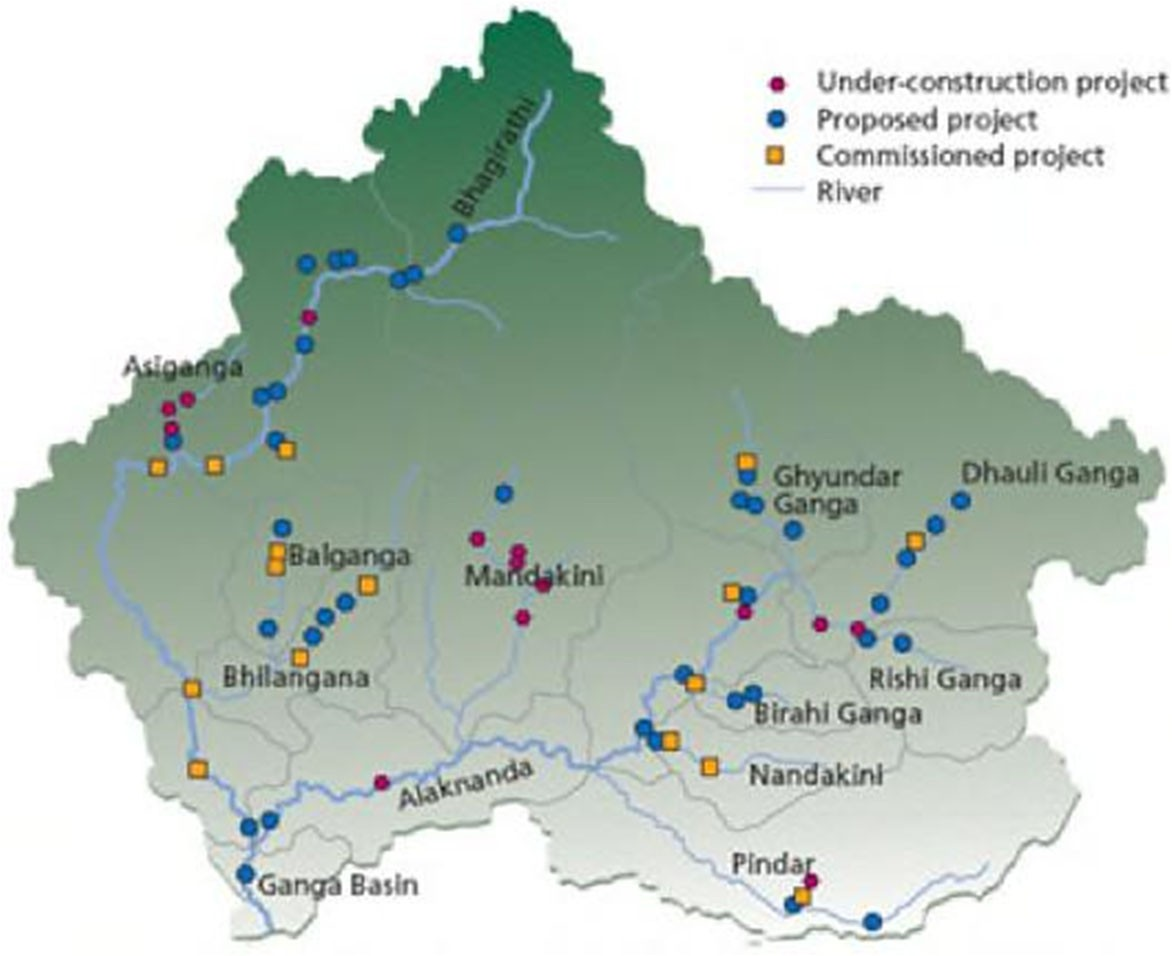 Under-construction project
Proposed project
Commissioned project
River
Bhagirathi
Asiganga
Ghyundar
Ganga
Dhauli Ganga
Balganga
Mandakini
Bhilangana
Rishi Ganga
Birahi Ganga
Nandakini
Alaknanda
Pindar
Ganga Basin